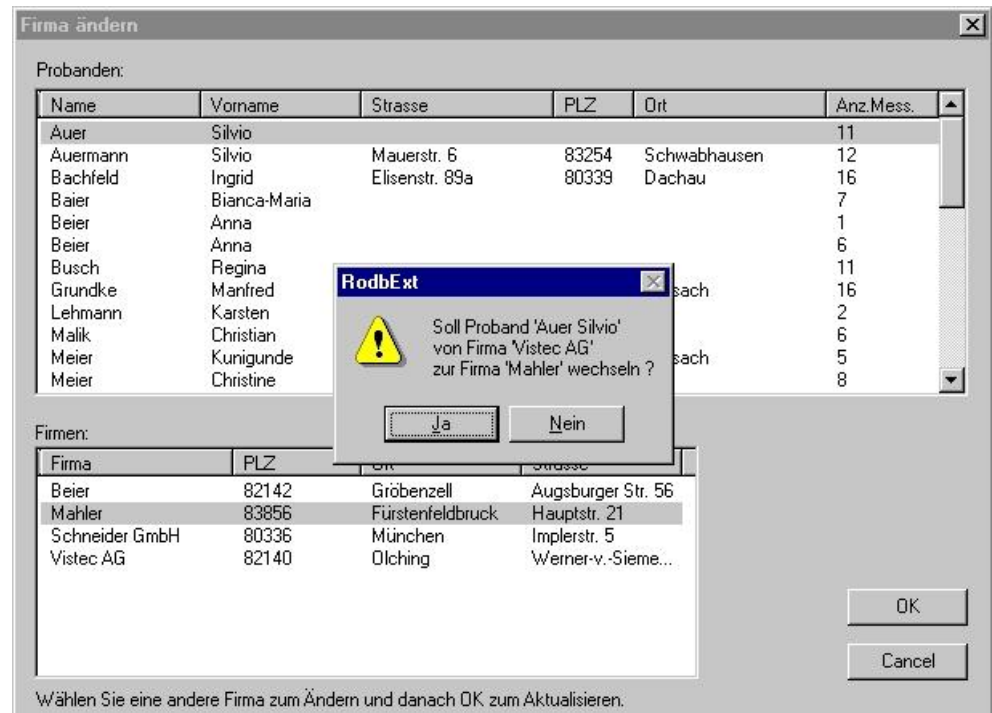 Firma ändern
Probanden:
Name Vorname Strasse PLZ Ort Anz.Mess.
Auer Silvio 11
Auermann Silvio Mauerstr. 6 83254 Schwabhausen 12
Bachfeld Ingrid Elisenstr. 89a 80339 Dachau 16
Baier Bianca-Maria 7
Beier Anna 1
Beier Anna 6
Busch Regina 11
Grundke Manfred sach 16
Lehmann Karsten 2
Malik Christian 6
Meier Kunigunde sach 5
Meier Christine 8
RodbExt
Soll Proband 'Auer Silvio'
von Firma 'Vistec AG'
zur Firma 'Mahler' wechseln ?
Ja Nein
Firmen:
Firma PLZ Ort Strasse
Beier 82142 Gröbenzell Augsburger Str. 56
Mahler 83856 Fürstenfeldbruck Hauptstr. 21
Schneider GmbH 80336 München Implerstr. 5
Vistec AG 82140 Olching Werner-v.-Sieme...
OK
Cancel
Wählen Sie eine andere Firma zum Ändern und danach OK zum Aktualisieren.